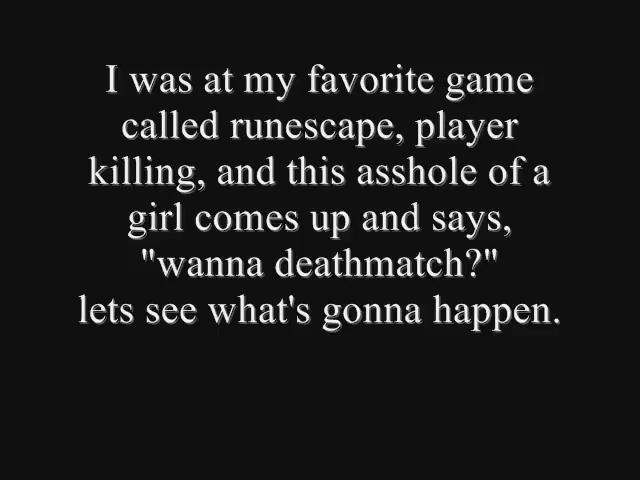 I was at my favorite game
called runescape, player
killing, and this asshole of a
girl comes up and says,
"wanna deathmatch?"
lets see what's gonna happen.